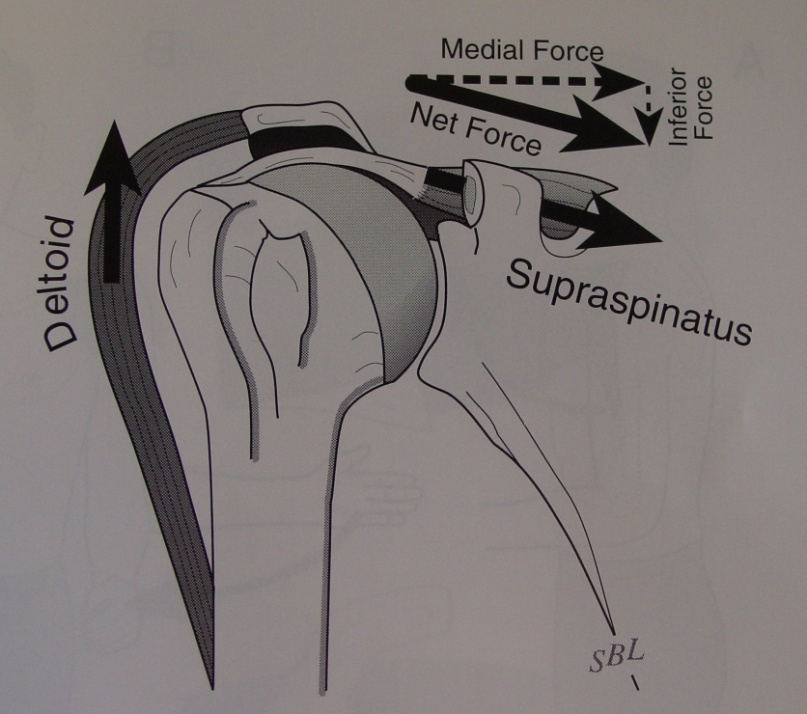 Medial Force
Net Force
Inferior
Force
Deltoid
Supraspinatus
SBL